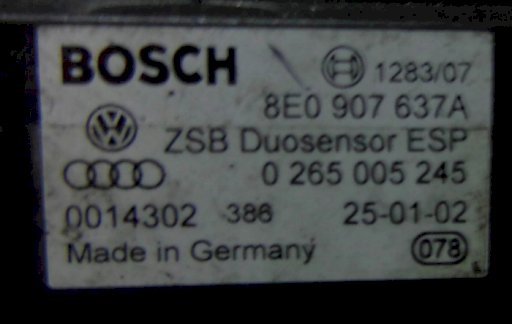 BOSCH 1283/07
8E0 907 637A
ZSB Duosensor ESP
0 265 005 245
0014302 386 25-01-02
Made in Germany 078